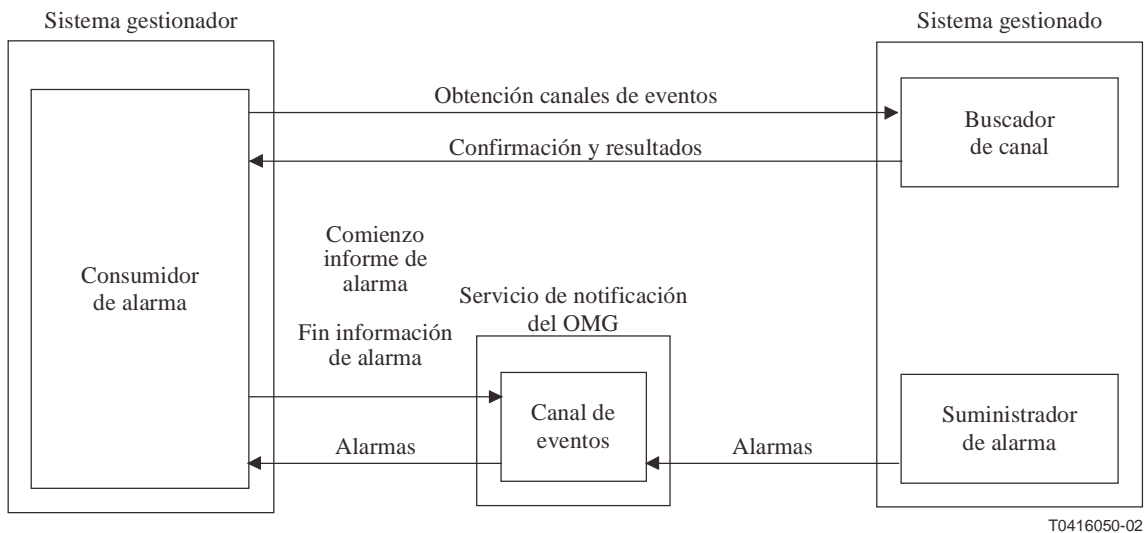 Sistema gestionador
Sistema gestionado
Obtención canales de eventos
Confirmación y resultados
Buscador
de canal
Consumidor
de alarma
Comienzo
informe de
alarma
Fin información
de alarma
Servicio de notificación
del OMG
Canal de
eventos
Alarmas
Alarmas
Suministrador
de alarma
T0416050-02